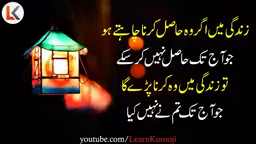 LK
زندگی میں اگر وہ حاصل کرنا چاہتے ہو
جو آج تک حاصل نہیں کر سکے
تو زندگی میں وہ کرنا پڑے گا
جو آج تک تم نے نہیں کیا
youtube.com/LearnKurooji